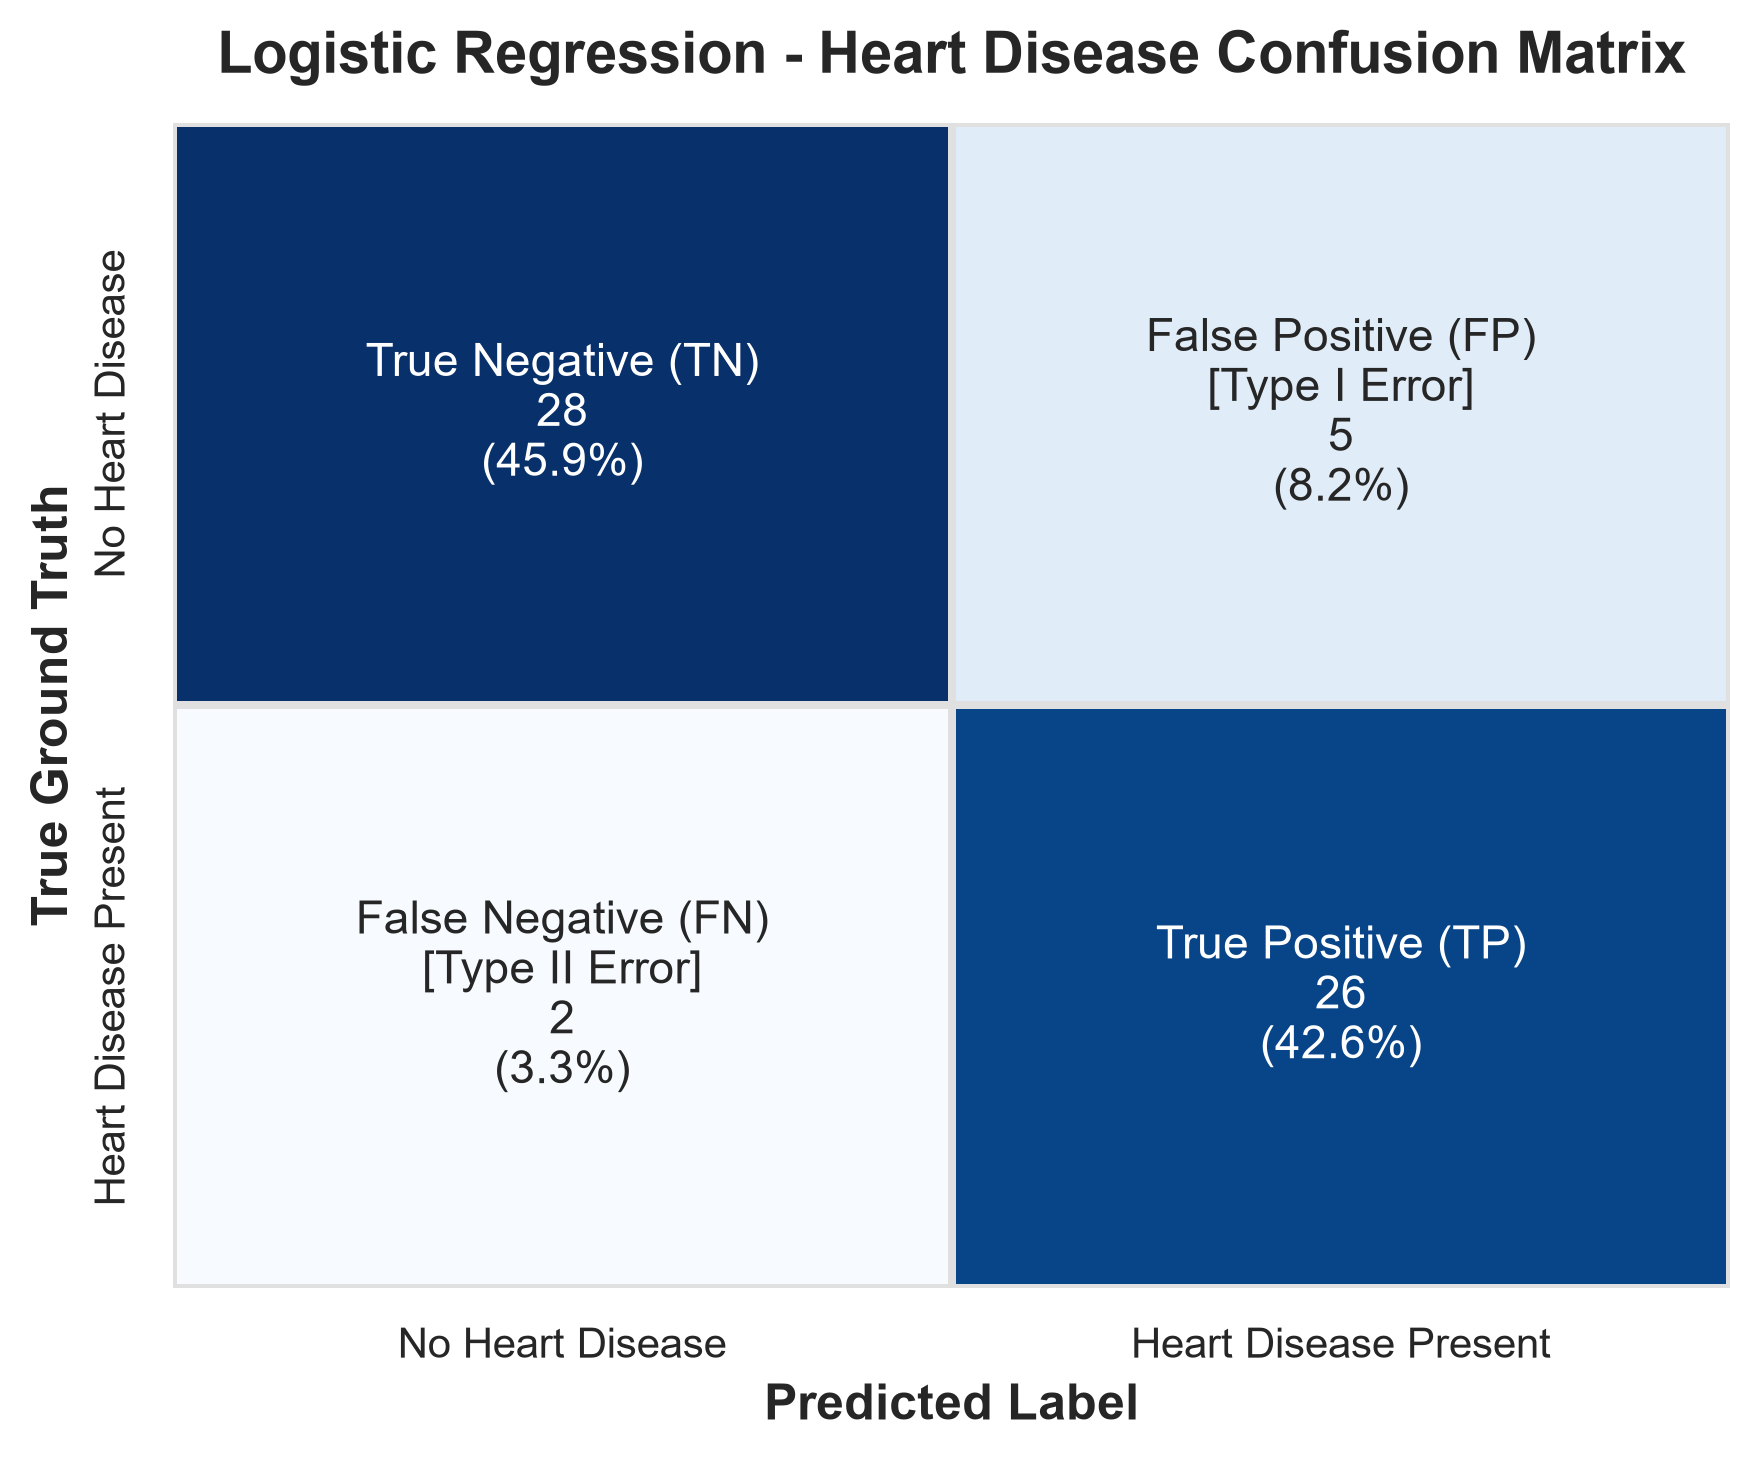 Logistic Regression - Heart Disease Confusion Matrix
True Ground Truth
No Heart Disease
True Negative (TN)
28
(45.9%)
False Positive (FP)
[Type I Error]
5
(8.2%)
Heart Disease Present
False Negative (FN)
[Type II Error]
2
(3.3%)
True Positive (TP)
26
(42.6%)
No Heart Disease
Heart Disease Present
Predicted Label